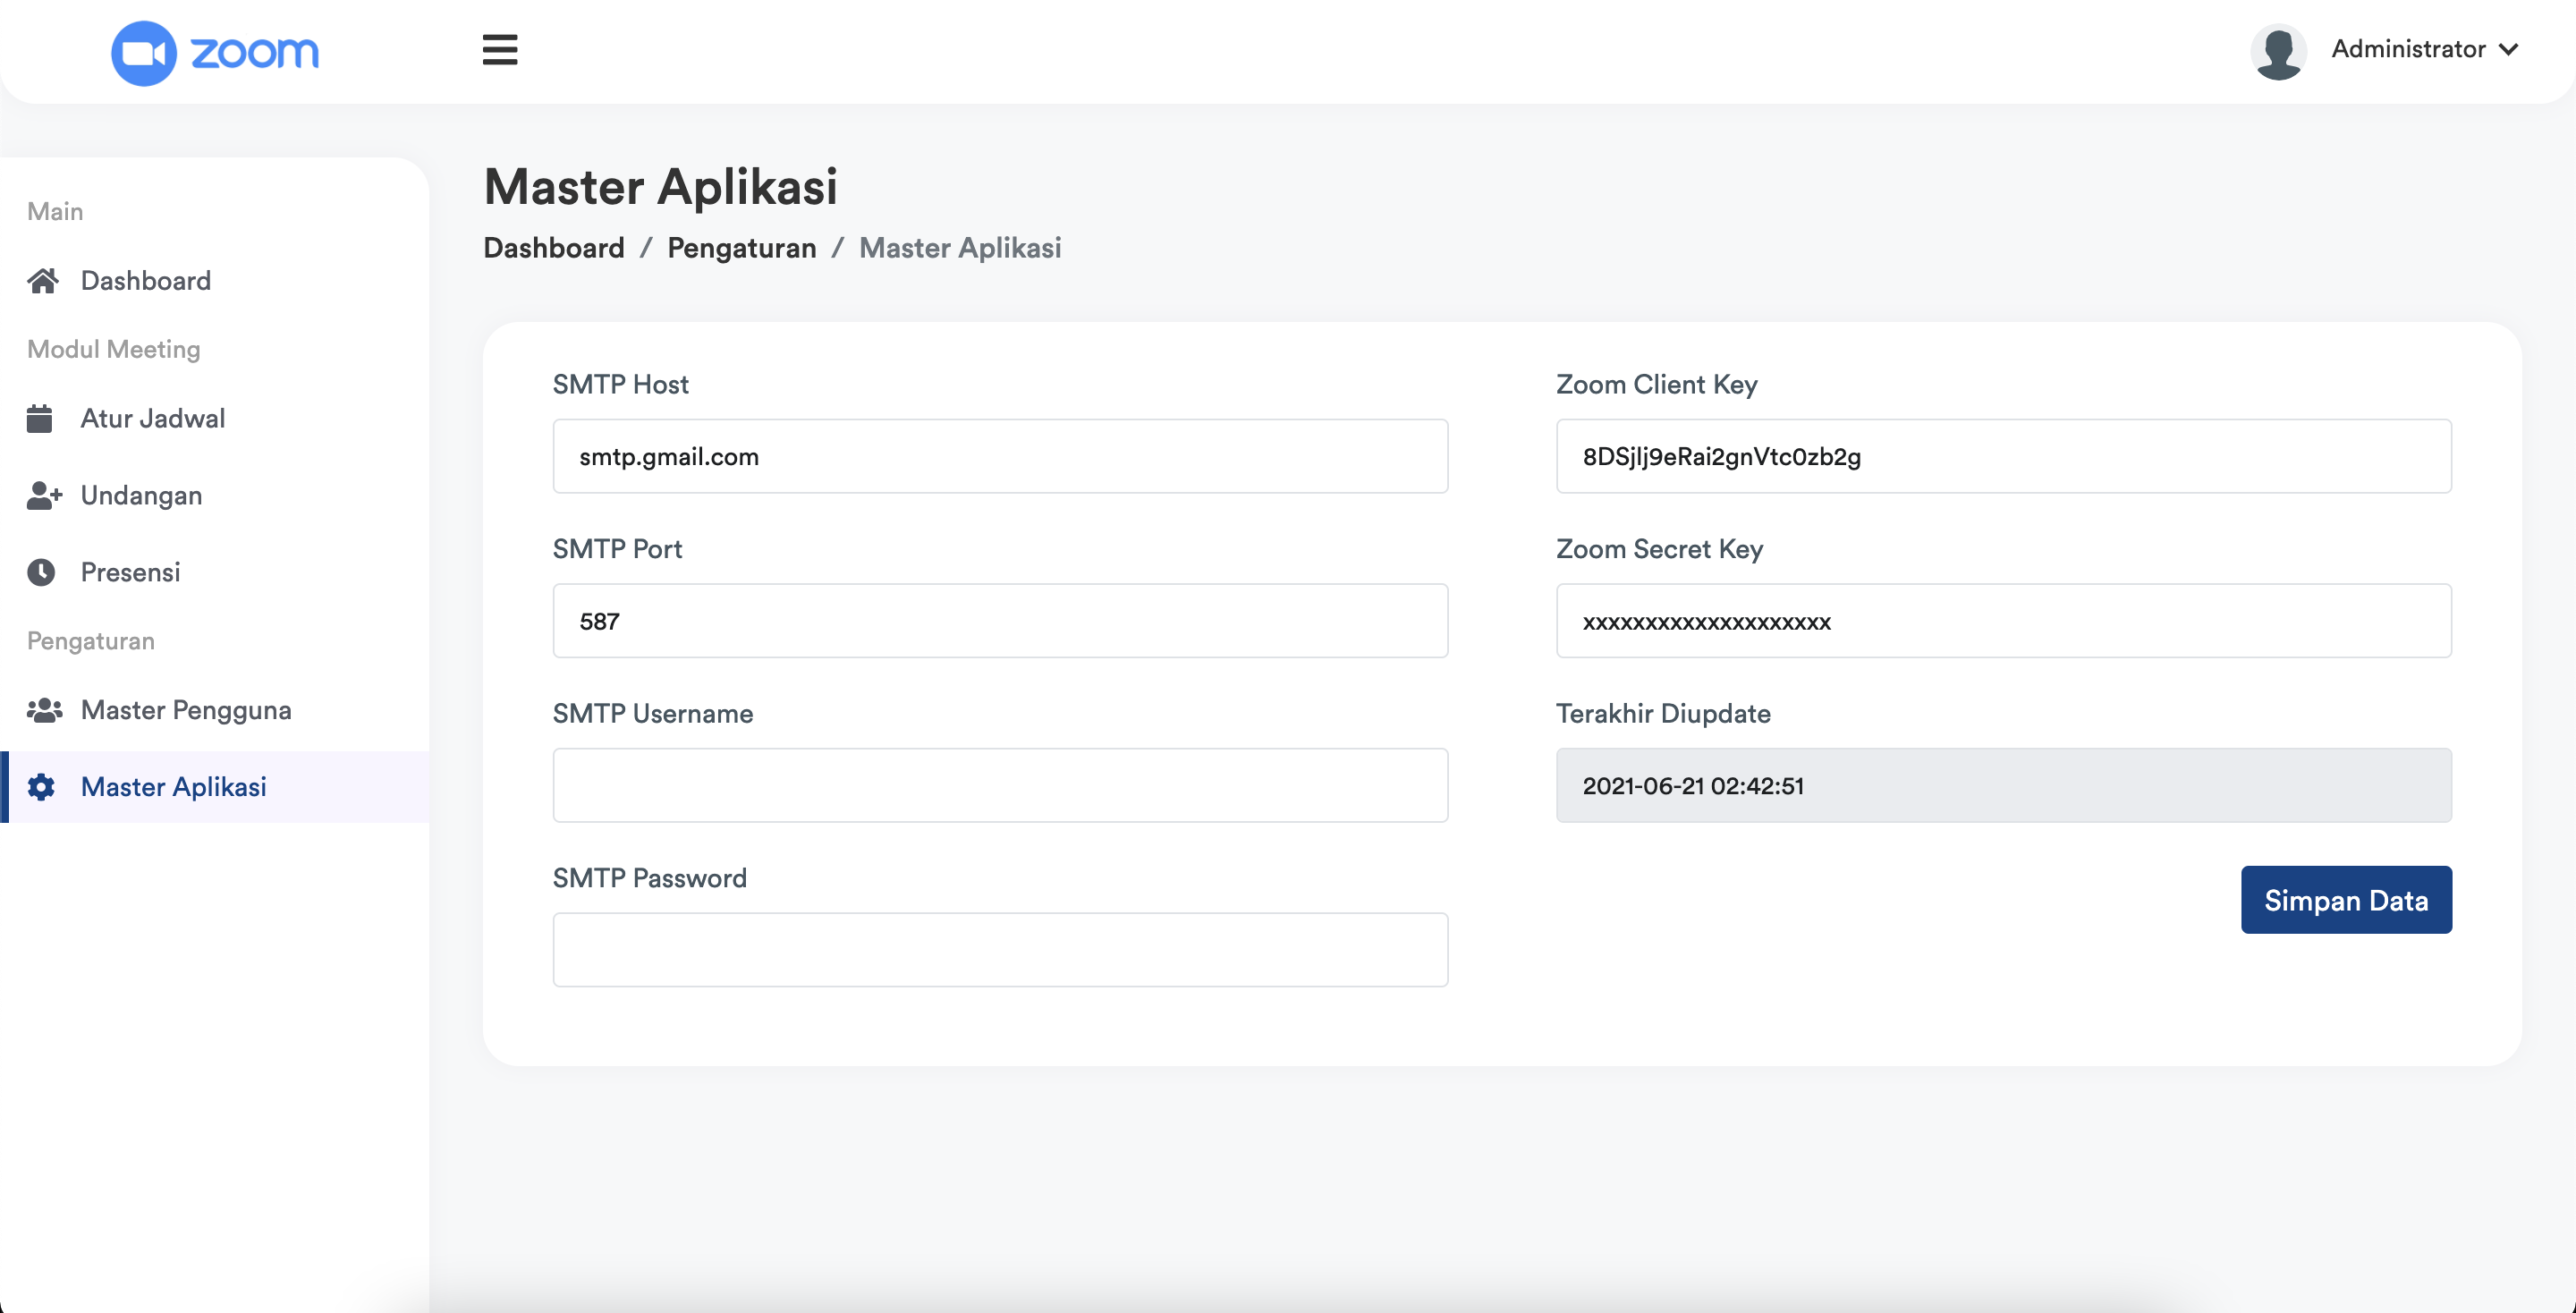 zoom
Administrator
Main
Dashboard
Modul Meeting
Atur Jadwal
Undangan
Presensi
Pengaturan
Master Pengguna
Master Aplikasi
Master Aplikasi
Dashboard / Pengaturan / Master Aplikasi
SMTP Host
smtp.gmail.com
SMTP Port
587
SMTP Username
SMTP Password
Zoom Client Key
8DSjlj9eRai2gnVtc0zb2g
Zoom Secret Key
xxxxxxxxxxxxxxxxxxxx
Terakhir Diupdate
2021-06-21 02:42:51
Simpan Data